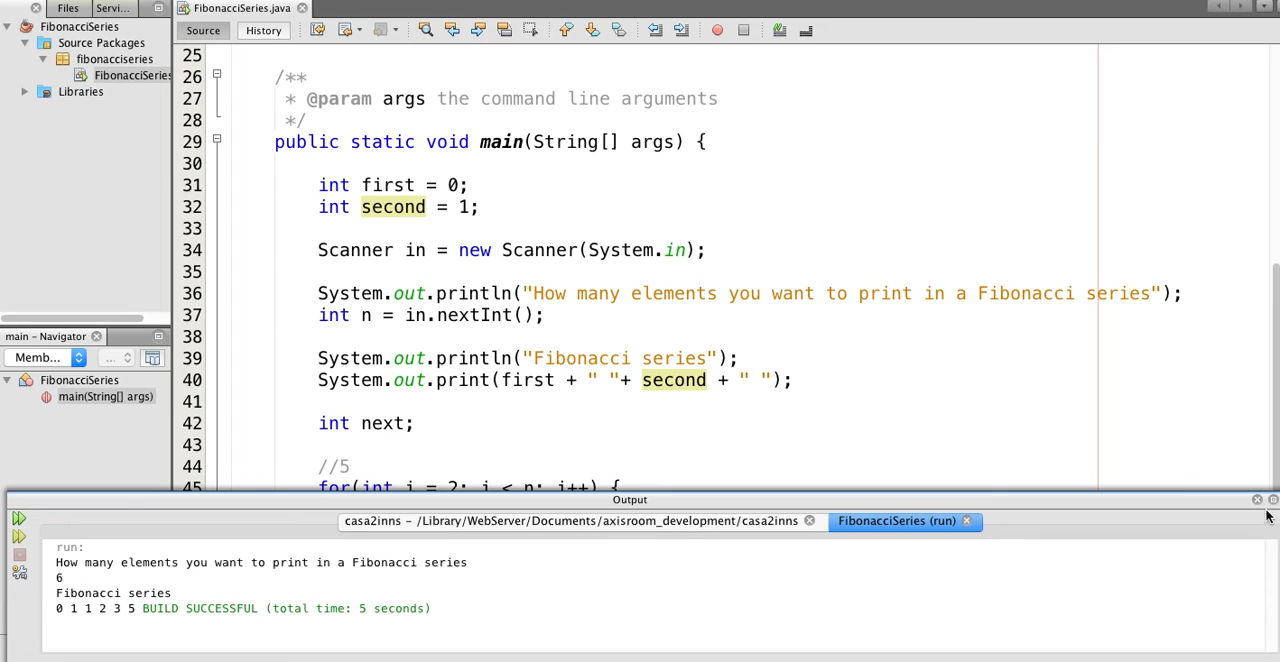 Files
Servi...
FibonacciSeries.java
FibonacciSeries
Source Packages
fibonacciseries
FibonacciSeries
Libraries
Source
History
25
26 /**
27 * @param args the command line arguments
28 */
29 public static void main(String[] args) {
30
31 int first = 0;
32 int second = 1;
33
34 Scanner in = new Scanner(System.in);
35
36 System.out.println("How many elements you want to print in a Fibonacci series");
37 int n = in.nextInt();
38
39 System.out.println("Fibonacci series");
40 System.out.print(first + " "+ second + " ");
41
42 int next;
43
44 //5
45 for(int i = 2; i < n; i++) {
main - Navigator
Memb...
...
FibonacciSeries
main(String[] args)
Output
casa2inns - /Library/WebServer/Documents/axisroom_development/casa2inns
FibonacciSeries (run)
run:
How many elements you want to print in a Fibonacci series
6
Fibonacci series
0 1 1 2 3 5 BUILD SUCCESSFUL (total time: 5 seconds)